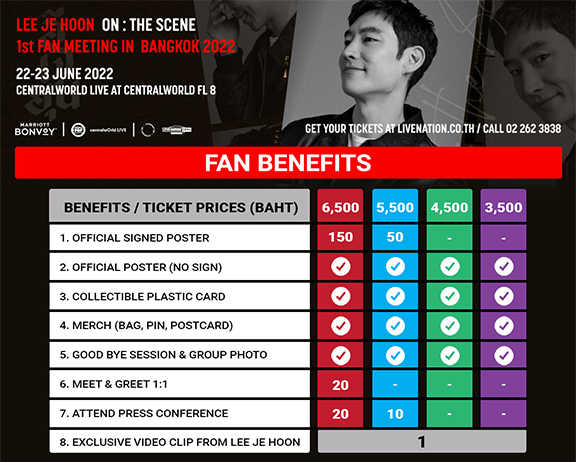 LEE JE HOON ON : THE SCENE
1st FAN MEETING IN BANGKOK 2022
22-23 JUNE 2022
CENTRALWORLD LIVE AT CENTRALWORLD FL 8
MARRIOTT
BONVOY
centralwOrld LIVE
GET YOUR TICKETS AT LIVENATION.CO.TH / CALL 02 262 3838
FAN BENEFITS
BENEFITS / TICKET PRICES (BAHT) 6,500 5,500 4,500 3,500
1. OFFICIAL SIGNED POSTER 150 50 - -
2. OFFICIAL POSTER (NO SIGN)
3. COLLECTIBLE PLASTIC CARD
4. MERCH (BAG, PIN, POSTCARD)
5. GOOD BYE SESSION & GROUP PHOTO
6. MEET & GREET 1:1 20 - - -
7. ATTEND PRESS CONFERENCE 20 10 - -
8. EXCLUSIVE VIDEO CLIP FROM LEE JE HOON 1